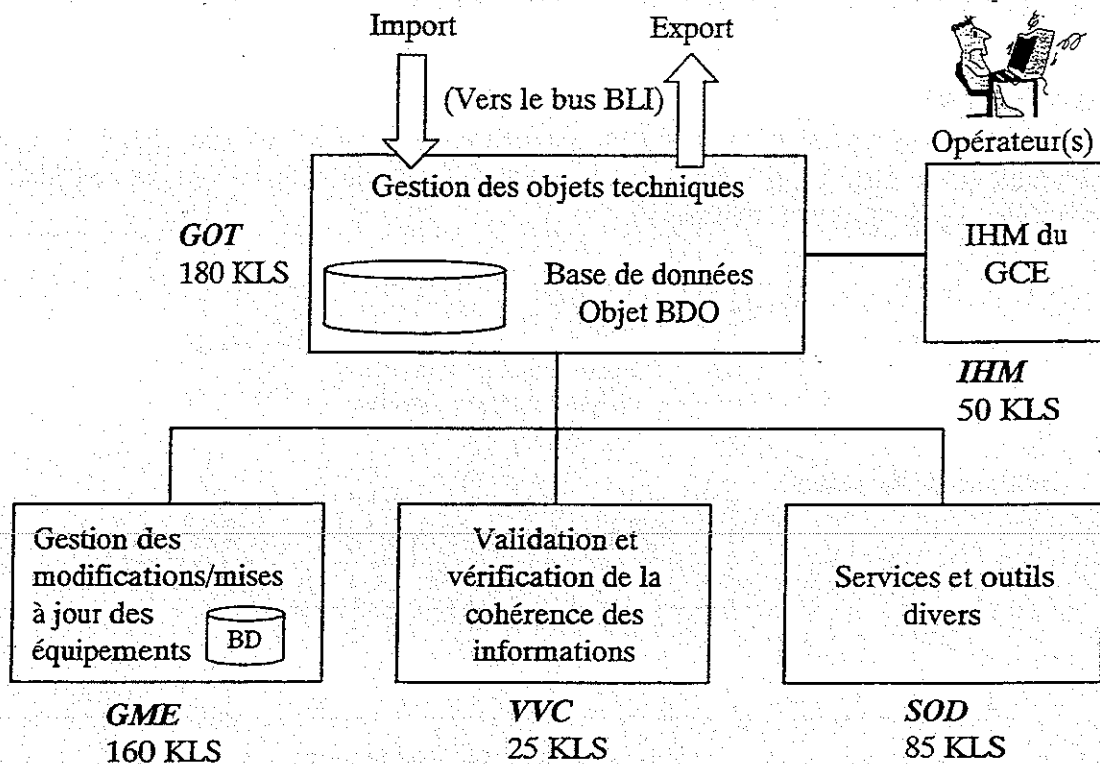 Import
Export
(Vers le bus BLI)
Opérateur(s)
Gestion des objets techniques
GOT
180 KLS
Base de données
Objet BDO
IHM du
GCE
IHM
50 KLS
Gestion des
modifications/mises
à jour des
équipements
BD
Validation et
vérification de la
cohérence des
informations
Services et outils
divers
GME
160 KLS
VVC
25 KLS
SOD
85 KLS